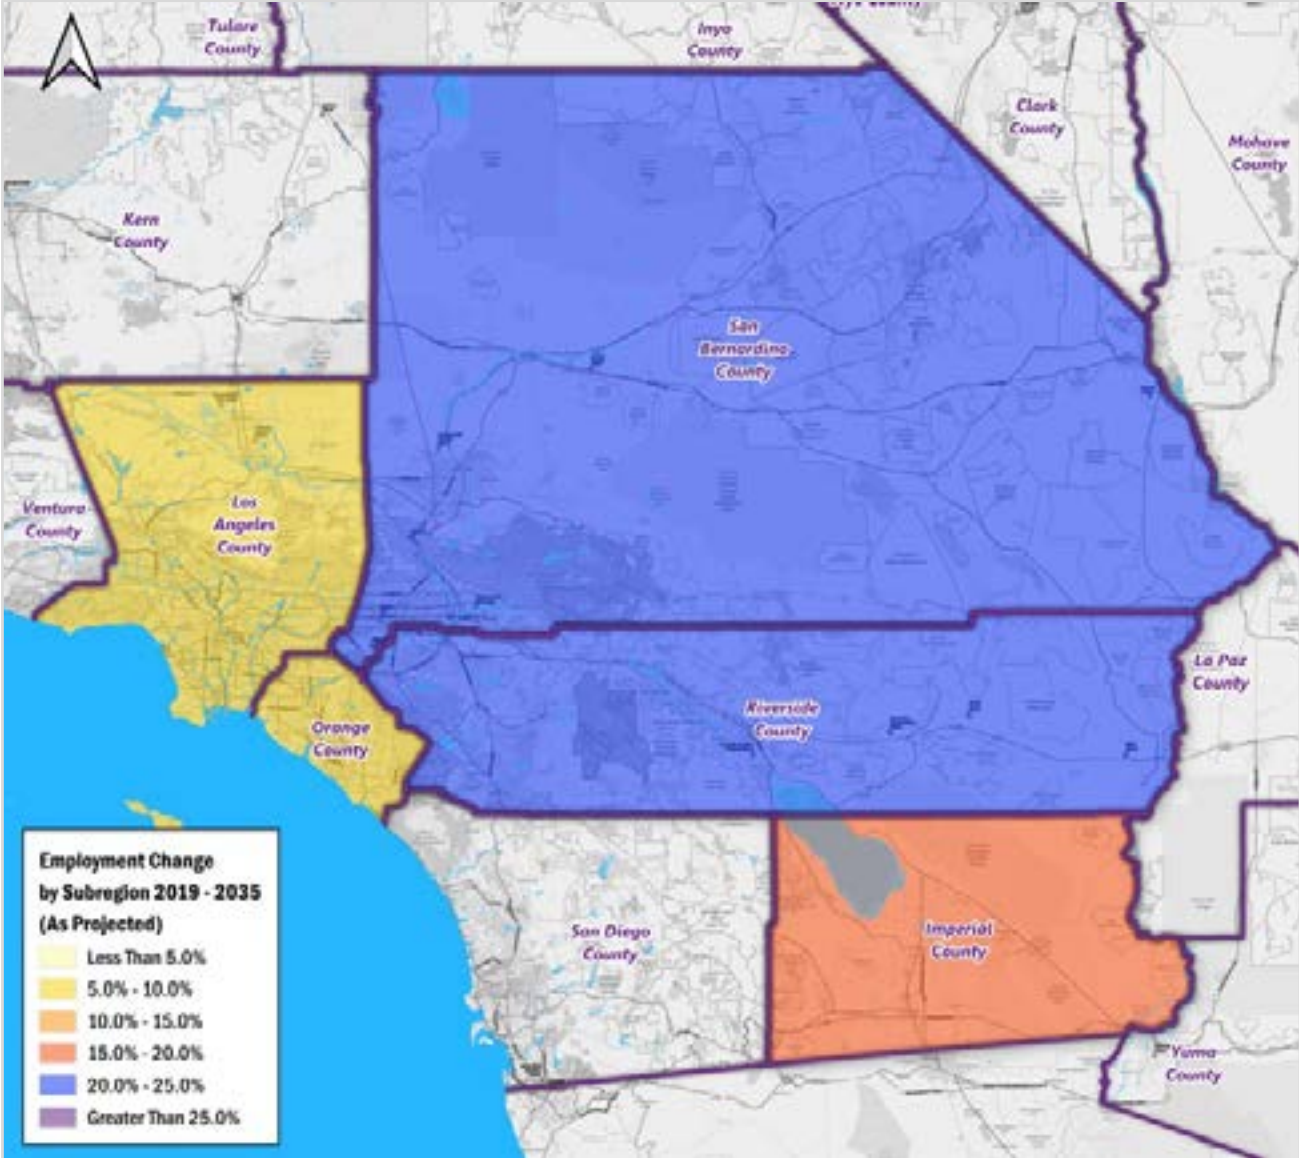 Tulare
County
Inyo
County
County
Clark
County
Mohave
County
Kern
County
San
Bernardino
County
Ventura
County
Los
Angeles
County
La Paz
County
Riverside
County
Orange
County
San Diego
County
Imperial
County
Yuma
County
Employment Change
by Subregion 2019 - 2035
(As Projected)
Less Than 5.0%
5.0% - 10.0%
10.0% - 15.0%
15.0% - 20.0%
20.0% - 25.0%
Greater Than 25.0%